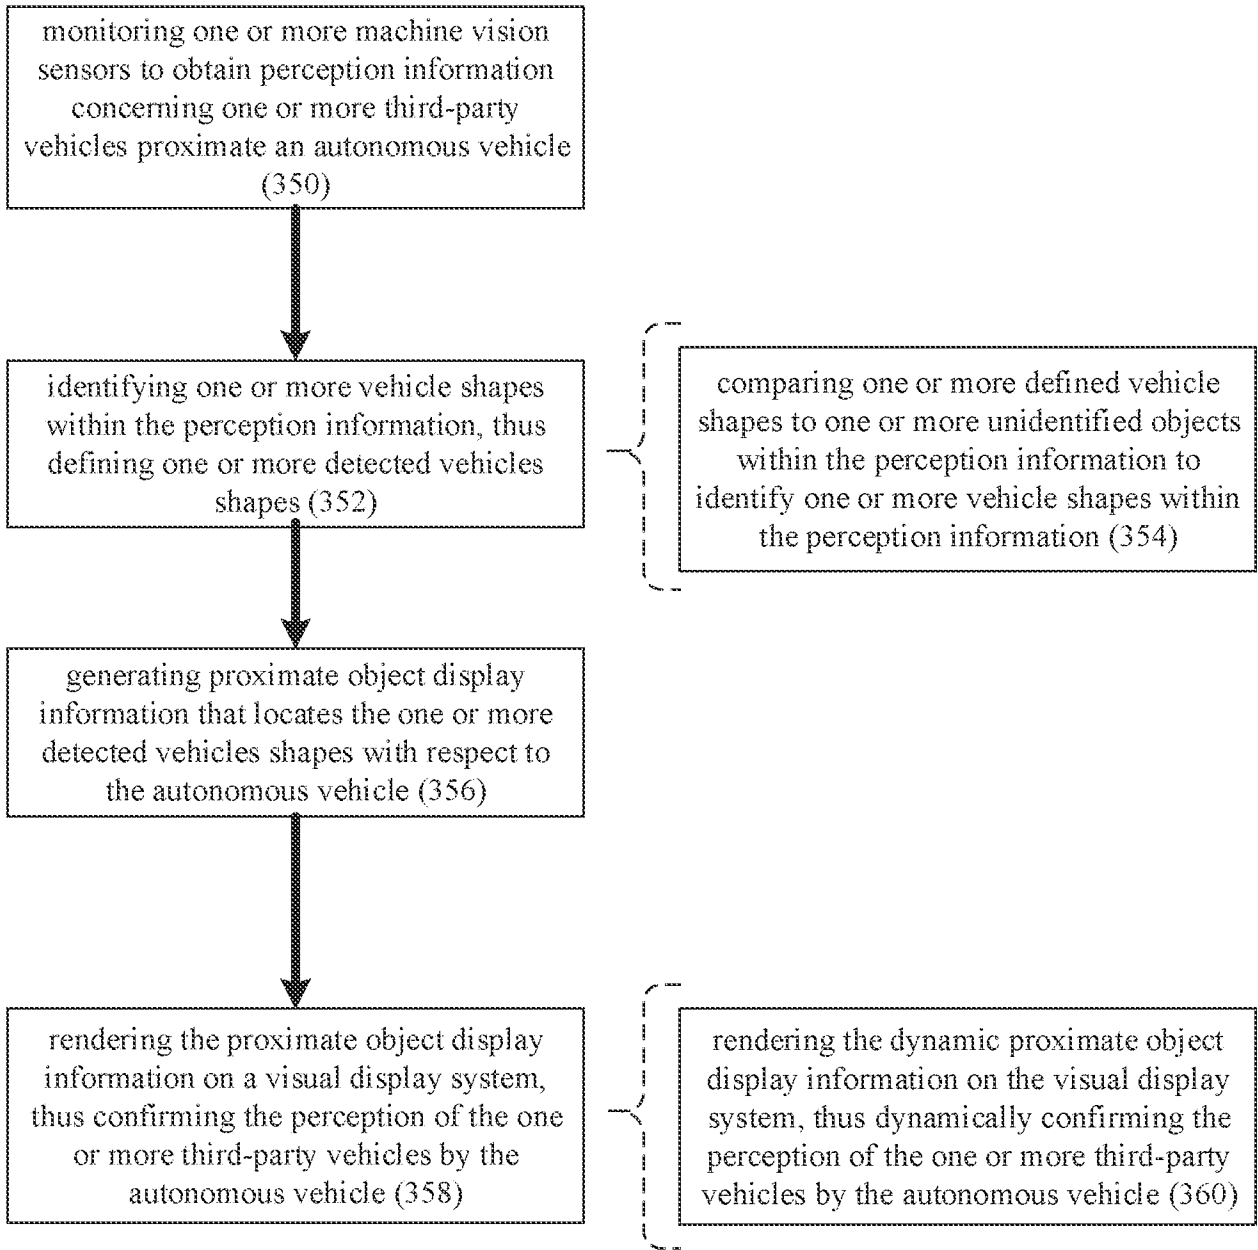 monitoring one or more machine vision
sensors to obtain perception information
concerning one or more third-party
vehicles proximate an autonomous vehicle
(350)
identifying one or more vehicle shapes
within the perception information, thus
defining one or more detected vehicles
shapes (352)
comparing one or more defined vehicle
shapes to one or more unidentified objects
within the perception information to
identify one or more vehicle shapes within
the perception information (354)
generating proximate object display
information that locates the one or more
detected vehicles shapes with respect to
the autonomous vehicle (356)
rendering the proximate object display
information on a visual display system,
thus confirming the perception of the one
or more third-party vehicles by the
autonomous vehicle (358)
rendering the dynamic proximate object
display information on the visual display
system, thus dynamically confirming the
perception of the one or more third-party
vehicles by the autonomous vehicle (360)